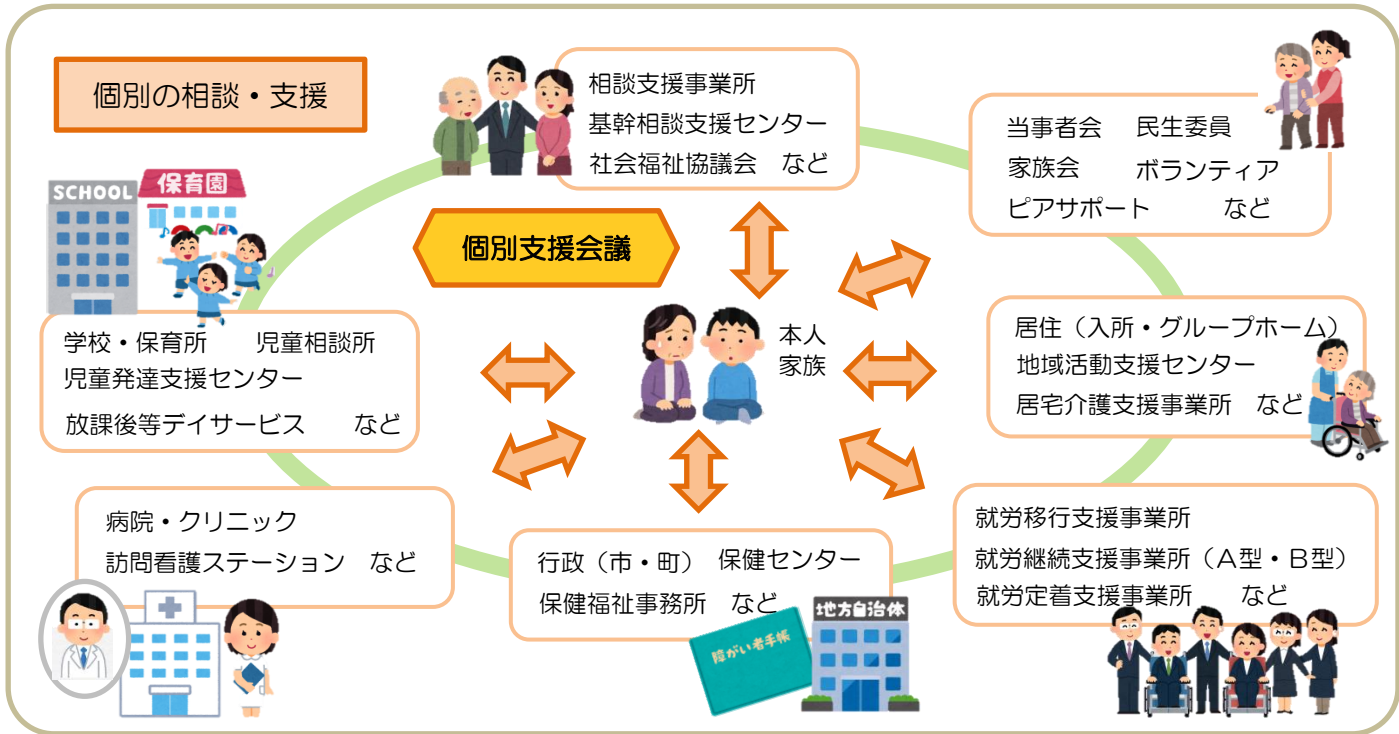 個別の相談・支援
相談支援事業所
基幹相談支援センター
社会福祉協議会 など
当事者会 民生委員
家族会 ボランティア
ピアサポート など
SCHOOL
保育園
個別支援会議
本人
家族
学校・保育所 児童相談所
児童発達支援センター
放課後等デイサービス など
居住（入所・グループホーム）
地域活動支援センター
居宅介護支援事業所 など
病院・クリニック
訪問看護ステーション など
行政（市・町） 保健センター
保健福祉事務所 など
障がい者手帳
地方自治体
就労移行支援事業所
就労継続支援事業所（Ａ型・Ｂ型）
就労定着支援事業所 など